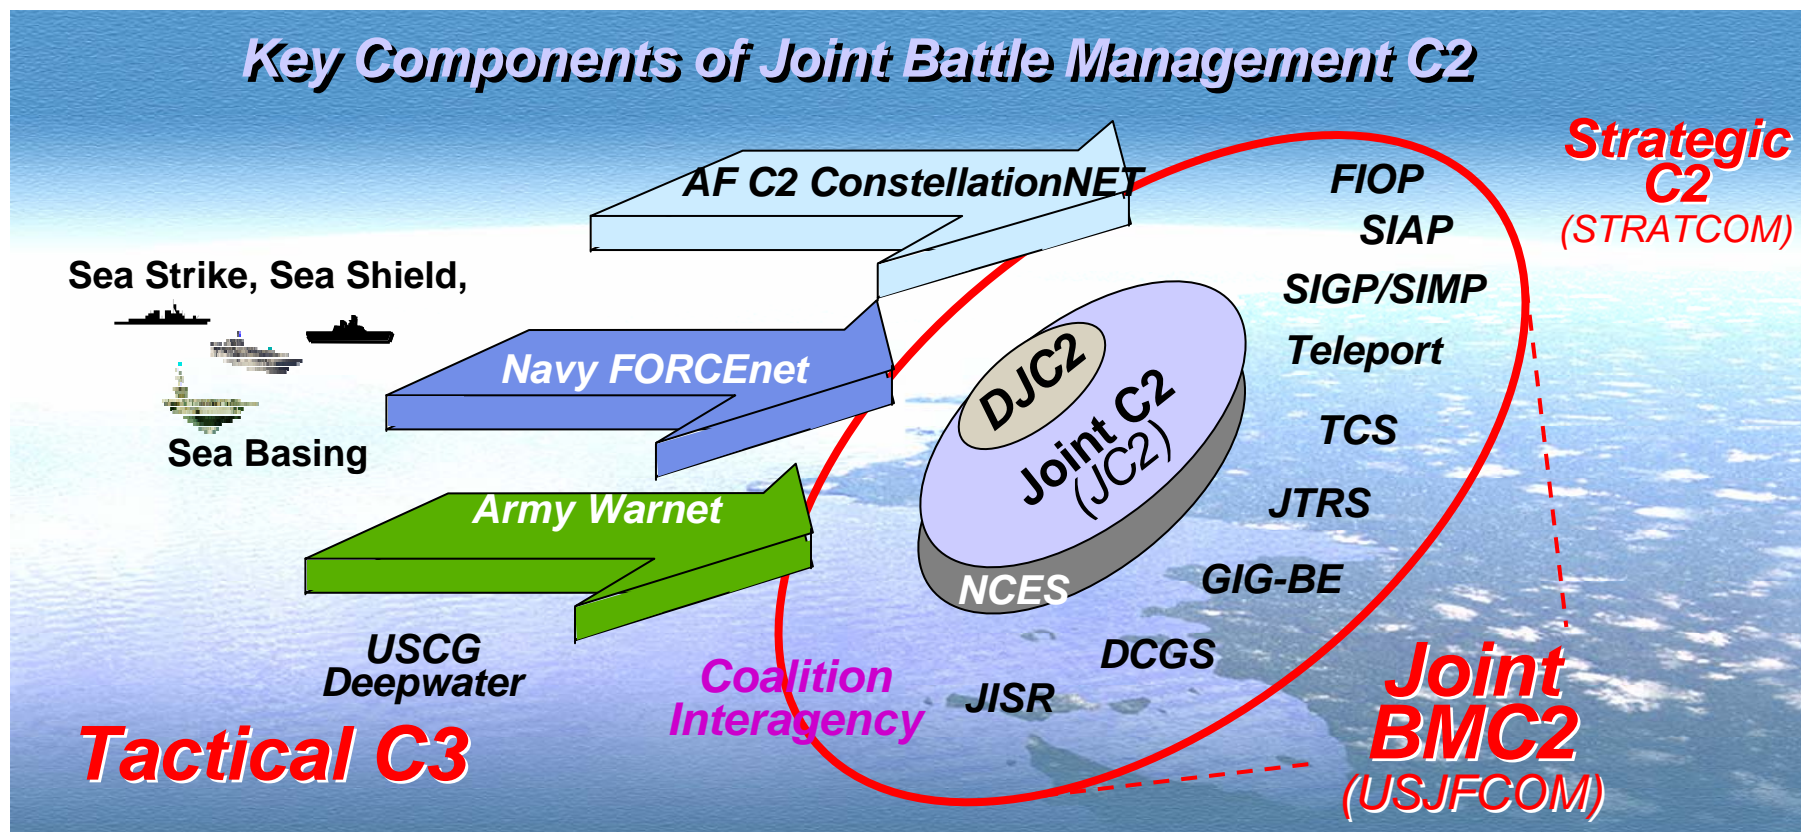 Key Components of Joint Battle Management C2
Strategic
C2
(STRATCOM)
AF C2 ConstellationNET
FIOP
SIAP
Sea Strike, Sea Shield,
SIGP/SIMP
Navy FORCEnet
Teleport
DJC2
Joint C2
(JC2)
TCS
Sea Basing
Army Warnet
JTRS
NCES
GIG-BE
USCG
Deepwater
DCGS
Coalition
Interagency
JISR
Joint
BMC2
(USJFCOM)
Tactical C3